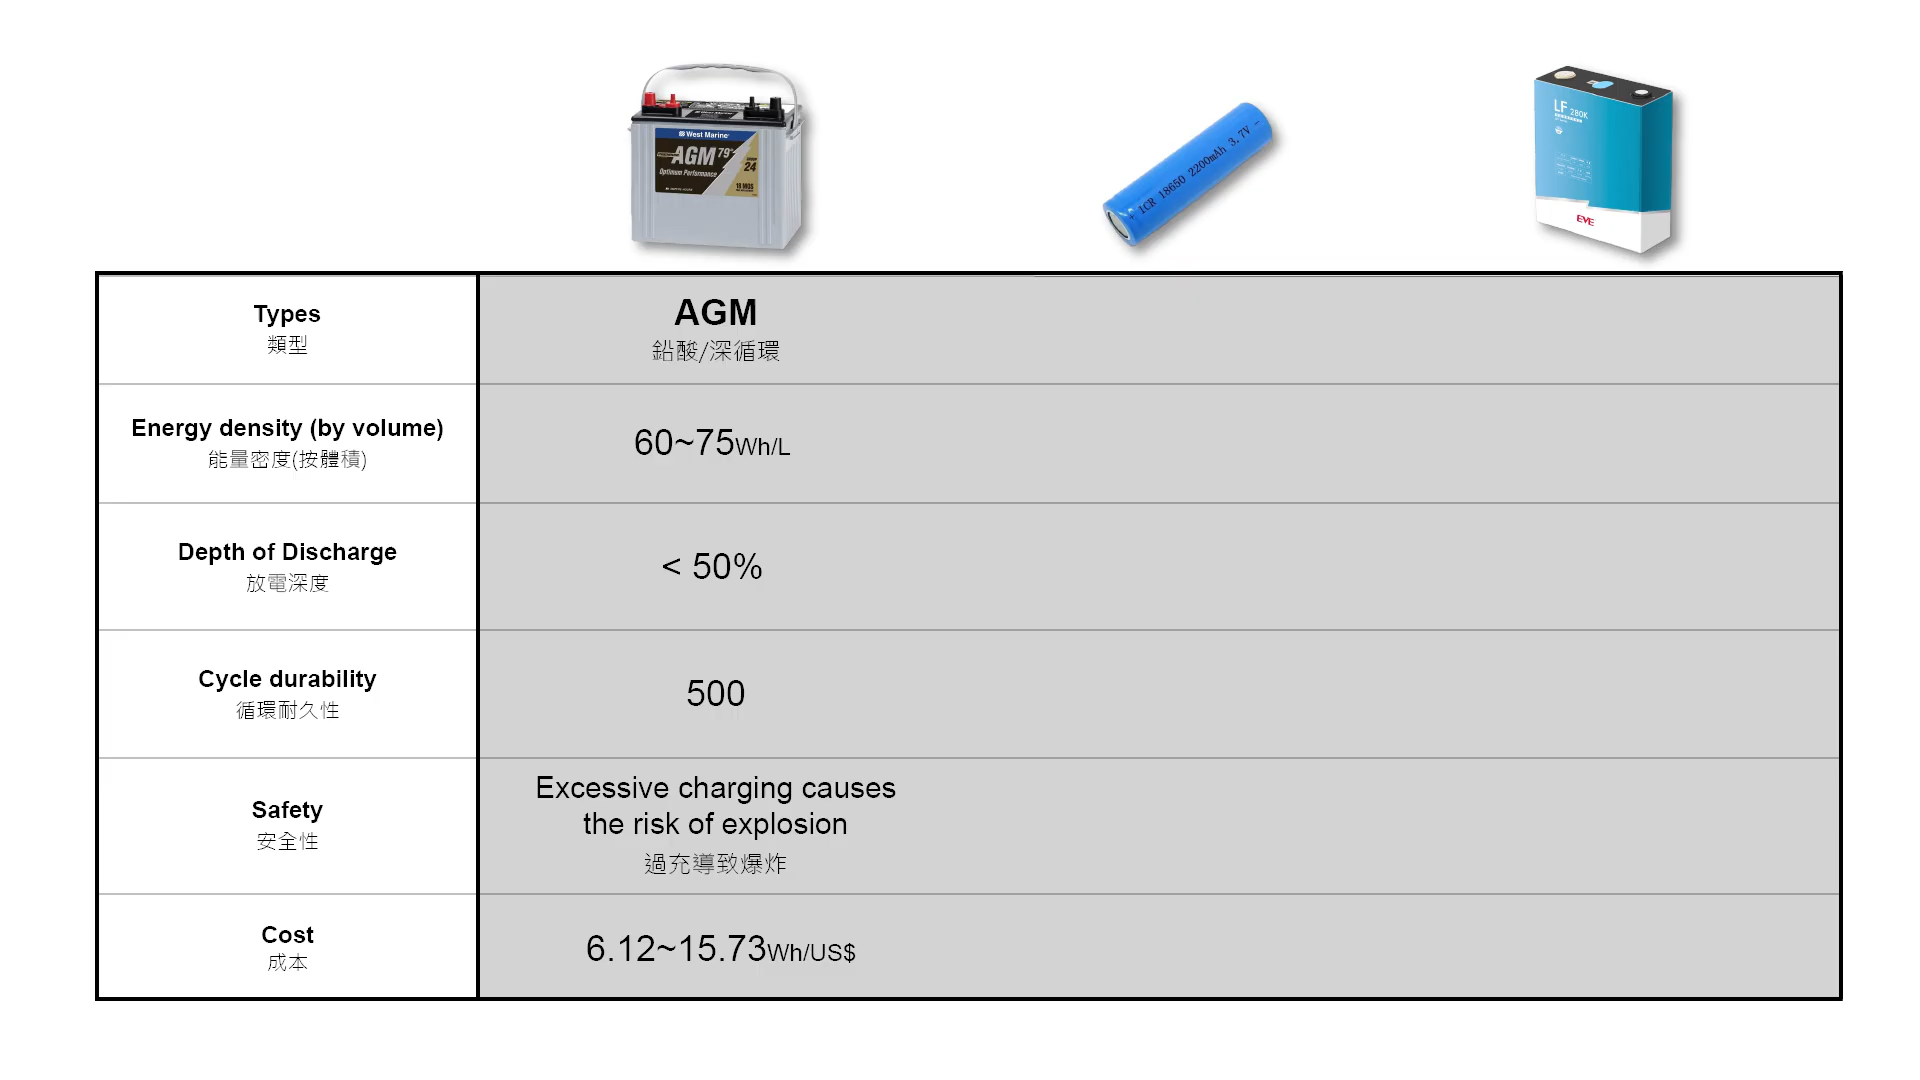 West Marine
AGM 79
24
Optimum Performance
ICR 18650 2200mAh 3.7V
LF 280K
EVE
Types
類型
AGM
鉛酸/深循環
Energy density (by volume)
能量密度(按體積)
60~75Wh/L
Depth of Discharge
放電深度
< 50%
Cycle durability
循環耐久性
500
Safety
安全性
Excessive charging causes
the risk of explosion
過充導致爆炸
Cost
成本
6.12~15.73Wh/US$